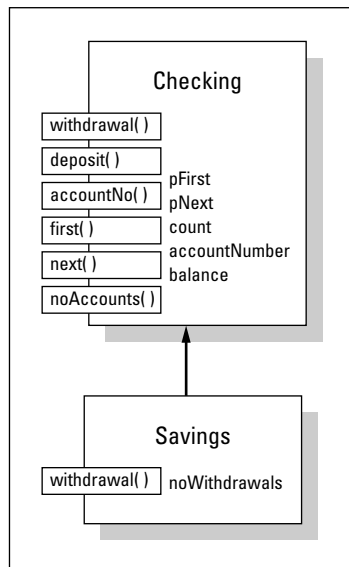 Checking
withdrawal( )
deposit( )
accountNo( )
first( )
next( )
noAccounts( )
pFirst
pNext
count
accountNumber
balance
Savings
withdrawal( )
noWithdrawals